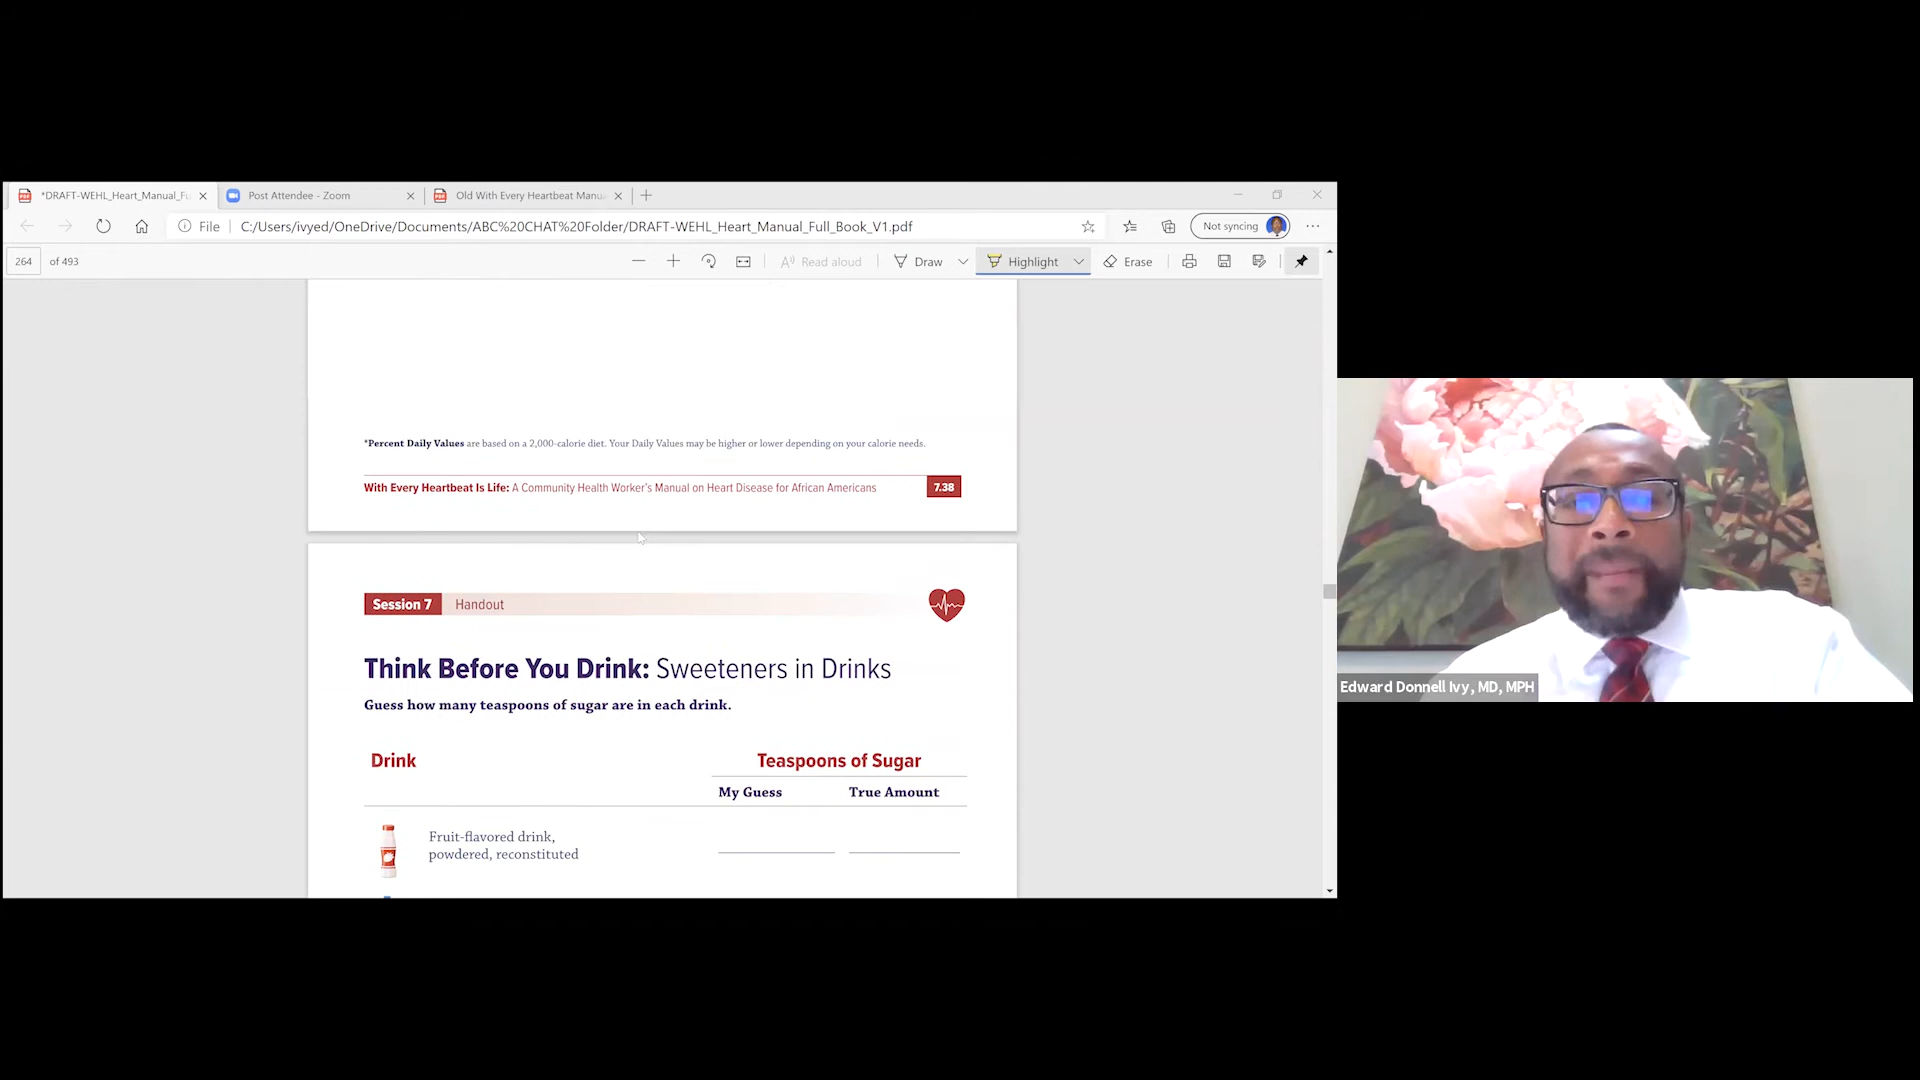 *DRAFT-WEHL_Heart_Manual_Fu
Post Attendee - Zoom
Old With Every Heartbeat Manu
File
C:/Users/ivyed/OneDrive/Documents/ABC%20CHAT%20Folder/DRAFT-WEHL_Heart_Manual_Full_Book_V1.pdf
Not syncing
264 of 493
Read aloud
Draw
Highlight
Erase
*Percent Daily Values are based on a 2,000-calorie diet. Your Daily Values may be higher or lower depending on your calorie needs.
With Every Heartbeat Is Life: A Community Health Worker's Manual on Heart Disease for African Americans
7.38
Session 7 Handout
Think Before You Drink: Sweeteners in Drinks
Guess how many teaspoons of sugar are in each drink.
Drink
Teaspoons of Sugar
My Guess
True Amount
Fruit-flavored drink,
powdered, reconstituted
Edward Donnell Ivy, MD, MPH